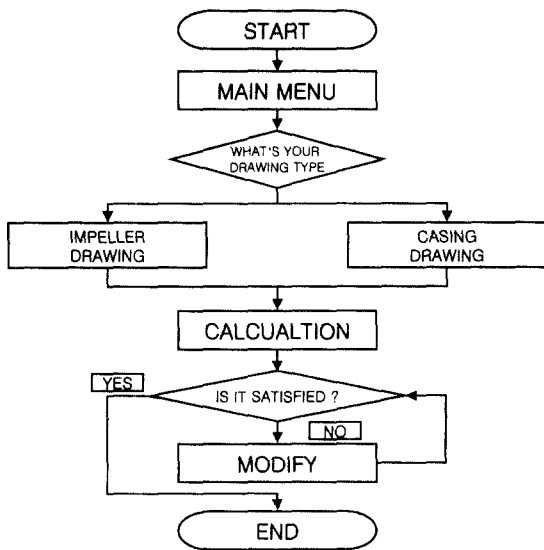 START
MAIN MENU
WHAT'S YOUR
DRAWING TYPE
IMPELLER
DRAWING
CASING
DRAWING
CALCUALTION
YES
IS IT SATISFIED ?
NO
MODIFY
END